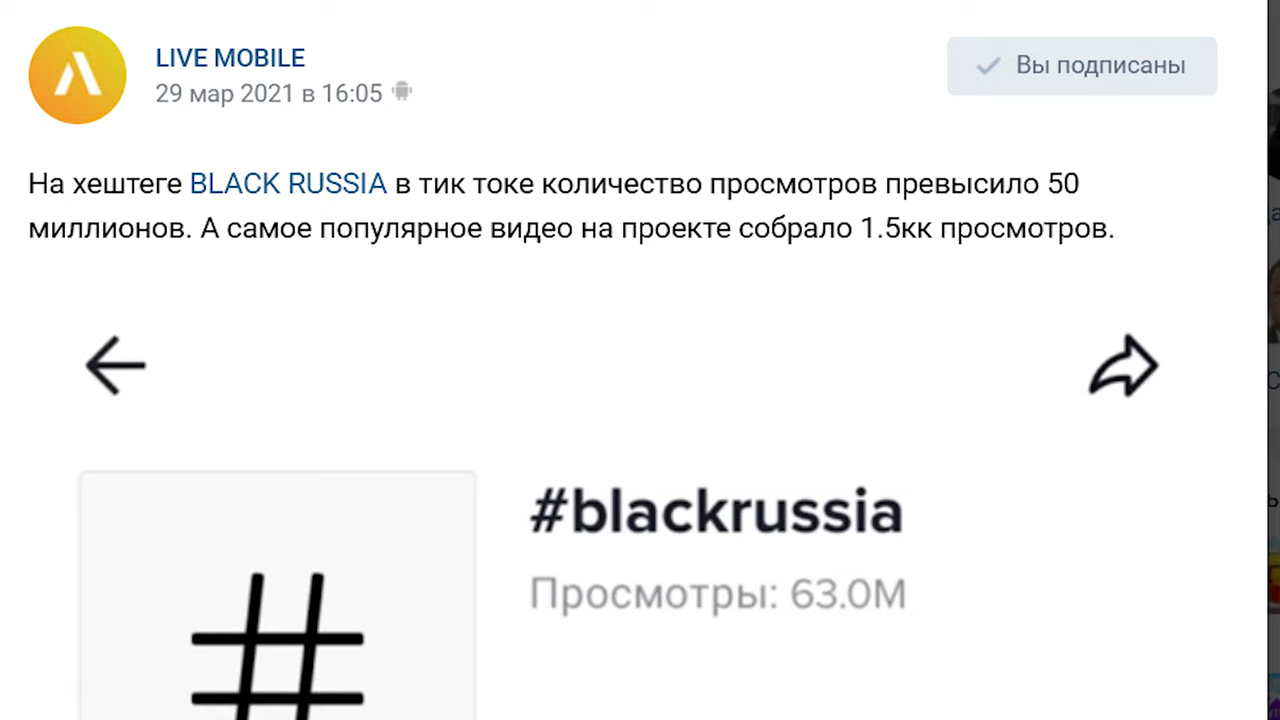 LIVE MOBILE
29 мар 2021 в 16:05
Вы подписаны
На хештеге BLACK RUSSIA в тик токе количество просмотров превысило 50
миллионов. А самое популярное видео на проекте собрало 1.5кк просмотров.
#blackrussia
Просмотры: 63.0M
#